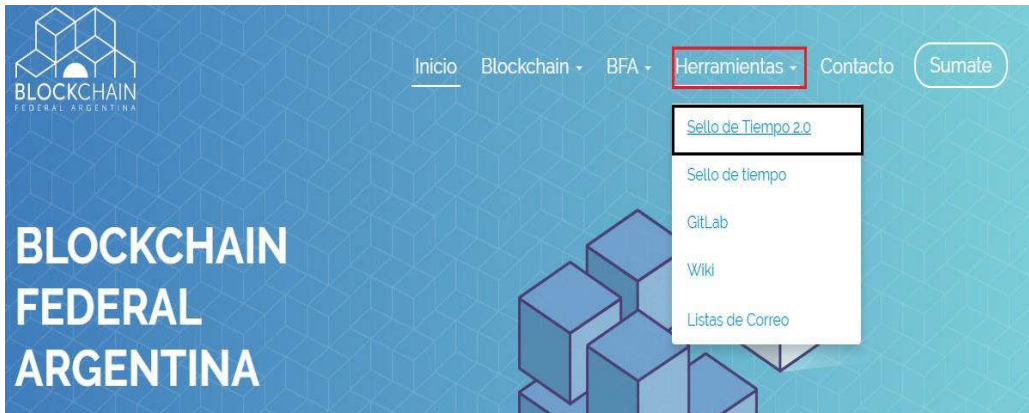 BLOCKCHAIN
FEDERAL ARGENTINA
Inicio Blockchain BFA Herramientas Contacto Sumate
Sello de Tiempo 2.0
Sello de tiempo
GitLab
Wiki
Listas de Correo
BLOCKCHAIN
FEDERAL
ARGENTINA